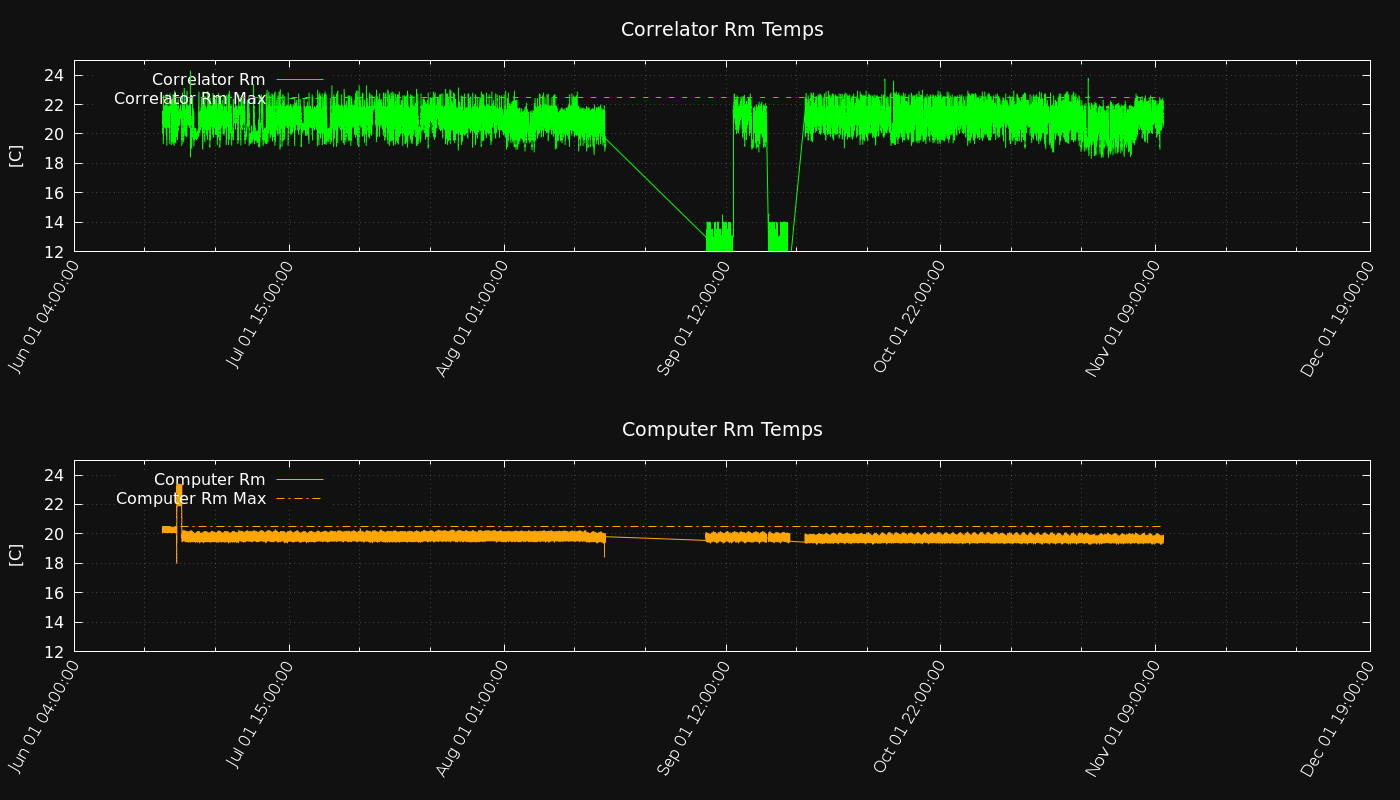 Correlator Rm Temps
Correlator Rm
Correlator Rm Max
24
22
20
18
16
14
12
[C]
Jun 01 04:00:00
Jul 01 15:00:00
Aug 01 01:00:00
Sep 01 12:00:00
Oct 01 22:00:00
Nov 01 09:00:00
Dec 01 19:00:00
Computer Rm Temps
Computer Rm
Computer Rm Max
24
22
20
18
16
14
12
[C]
Jun 01 04:00:00
Jul 01 15:00:00
Aug 01 01:00:00
Sep 01 12:00:00
Oct 01 22:00:00
Nov 01 09:00:00
Dec 01 19:00:00